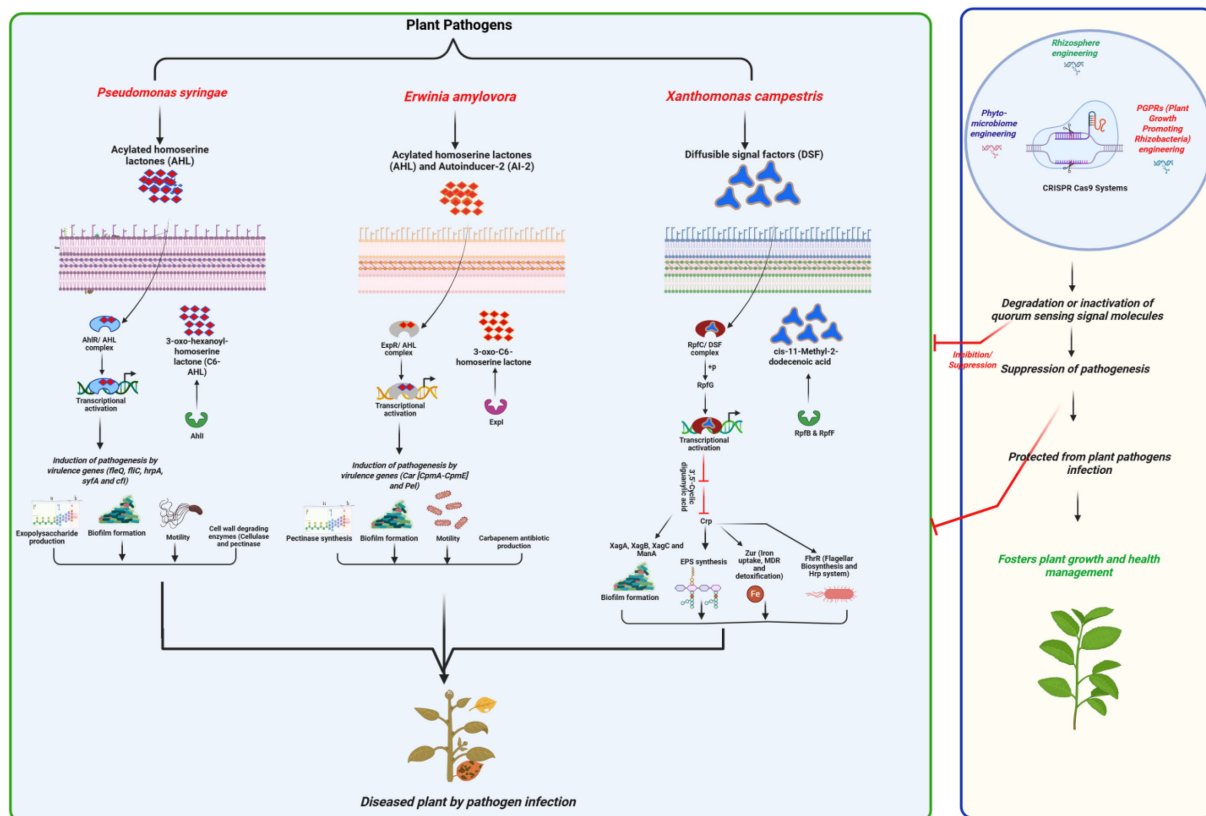 Plant Pathogens
Pseudomonas syringae
Acylated homoserine
lactones (AHL)
AhlR/ AHL
complex
3-oxo-hexanoyl-
homoserine
lactone (C6-
AHL)
Transcriptional
activation
AhlI
Induction of pathogenesis by
virulence genes (fleQ, fliC, hrpA,
syfA and cfl)
Exopolysaccharide
production
Biofilm formation
Motility
Cell wall degrading
enzymes (Cellulase and
pectinase
Erwinia amylovora
Acylated homoserine lactones
(AHL) and Autoinducer-2 (AI-2)
ExpR/ AHL
complex
3-oxo-C6-
homoserine lactone
Transcriptional
activation
ExpI
Induction of pathogenesis by
virulence genes (Car [CpmA-CpmE]
and Pel)
Pectinase synthesis
Biofilm formation
Motility
Carbapenem antibiotic
production
Xanthomonas campestris
Diffusible signal factors (DSF)
RpfC/ DSF
complex
+p
RpfG
cis-11-Methyl-2-
dodecenoic acid
Transcriptional
activation
RpfB & RpfF
3',5'-Cyclic
diguanylic acid
Crp
XagA, XagB, XagC and
ManA
Biofilm formation
EPS synthesis
Zur (Iron
uptake, MDR
and
detoxification)
Fe
FhrR (Flagellar
Biosynthesis and
Hrp system)
Diseased plant by pathogen infection
Rhizosphere
engineering
Phyto-
microbiome
engineering
PGPRs (Plant
Growth
Promoting
Rhizobacteria)
engineering
CRISPR Cas9 Systems
Degradation or inactivation of
quorum sensing signal molecules
Inhibition/
Suppression
Suppression of pathogenesis
Protected from plant pathogens
infection
Fosters plant growth and health
management